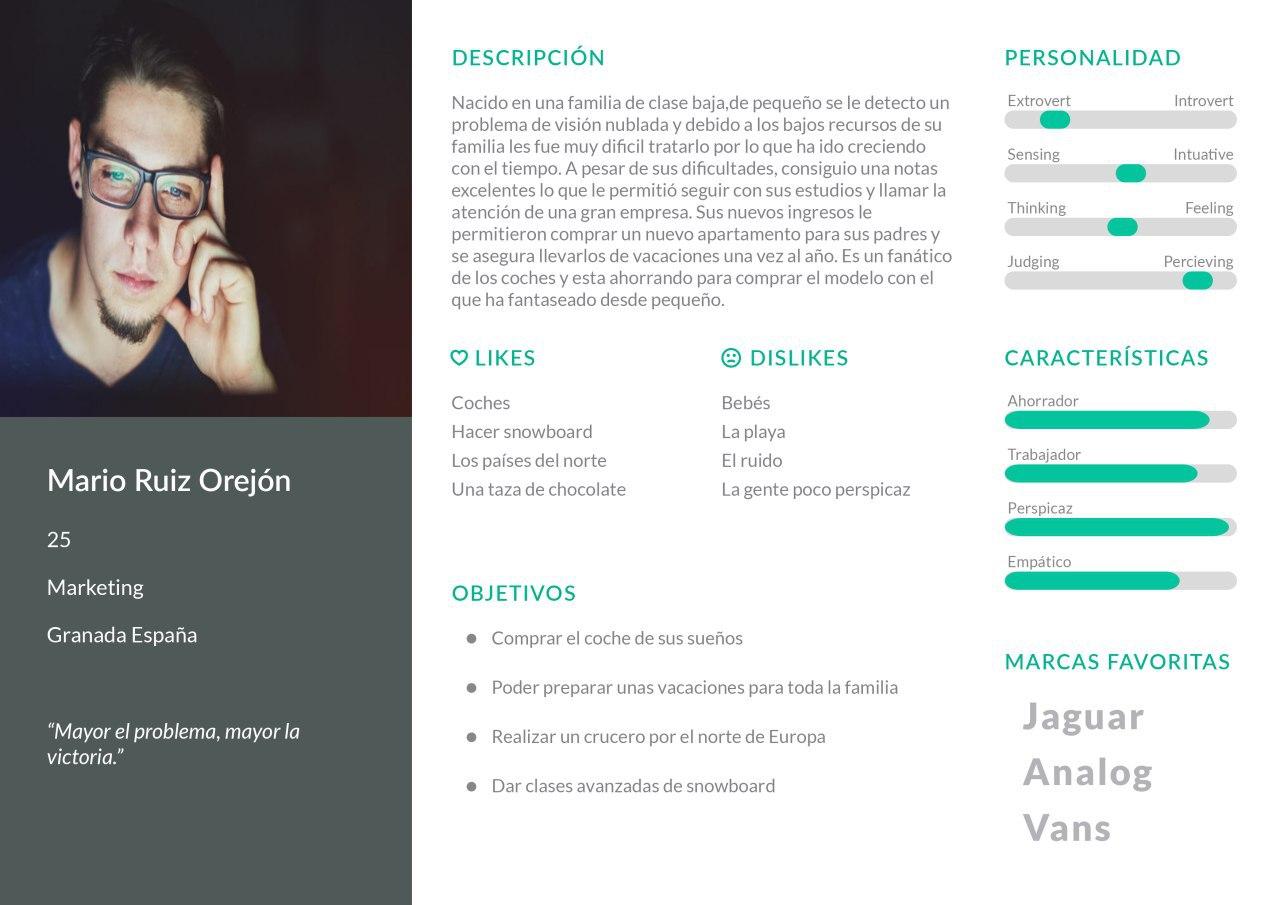 Mario Ruiz Orejón
25
Marketing
Granada España
“Mayor el problema, mayor la
victoria.”
DESCRIPCIÓN
Nacido en una familia de clase baja,de pequeño se le detecto un
problema de visión nublada y debido a los bajos recursos de su
familia les fue muy dificil tratarlo por lo que ha ido creciendo
con el tiempo. A pesar de sus dificultades, consiguio una notas
excelentes lo que le permitió seguir con sus estudios y llamar la
atención de una gran empresa. Sus nuevos ingresos le
permitieron comprar un nuevo apartamento para sus padres y
se asegura llevarlos de vacaciones una vez al año. Es un fanático
de los coches y esta ahorrando para comprar el modelo con el
que ha fantaseado desde pequeño.
LIKES
Coches
Hacer snowboard
Los países del norte
Una taza de chocolate
DISLIKES
Bebés
La playa
El ruido
La gente poco perspicaz
OBJETIVOS
● Comprar el coche de sus sueños
● Poder preparar unas vacaciones para toda la familia
● Realizar un crucero por el norte de Europa
● Dar clases avanzadas de snowboard
PERSONALIDAD
Extrovert Introvert
Sensing Intuative
Thinking Feeling
Judging Percieving
CARACTERÍSTICAS
Ahorrador
Trabajador
Perspicaz
Empático
MARCAS FAVORITAS
Jaguar
Analog
Vans